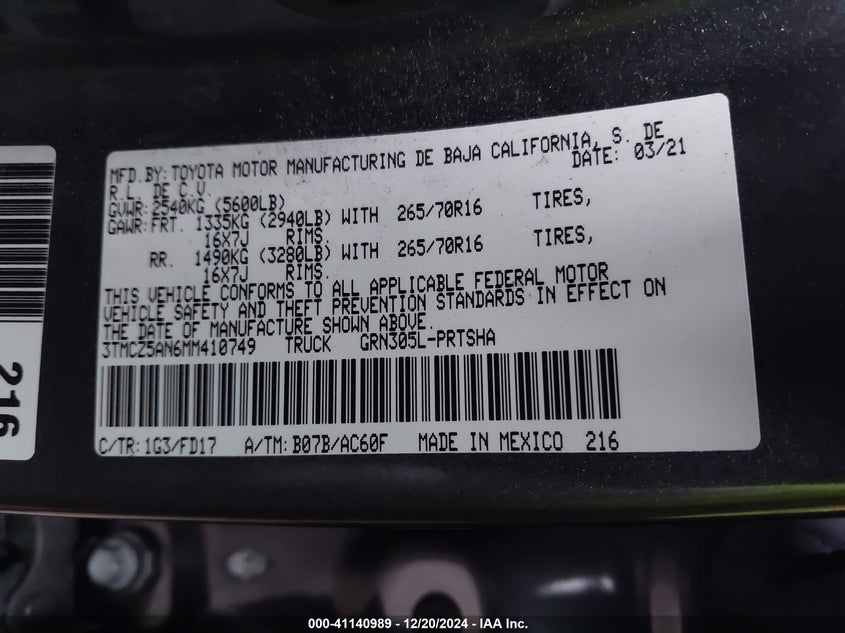 MFD.BY: TOYOTA MOTOR MANUFACTURING DE BAJA CALIFORNIA, S. DE
R.L. DE C.V. DATE: 03/21
GVWR: 2540KG (5600LB)
GAWR: FRT. 1335KG (2940LB) WITH 265/70R16 TIRES,
16X7J RIMS.
RR. 1490KG (3280LB) WITH 265/70R16 TIRES,
16X7J RIMS.
THIS VEHICLE CONFORMS TO ALL APPLICABLE FEDERAL MOTOR
VEHICLE SAFETY AND THEFT PREVENTION STANDARDS IN EFFECT ON
THE DATE OF MANUFACTURE SHOWN ABOVE.
3TMCZ5AN6MM410749 TRUCK GRN305L-PRTSHA
C/TR: 1G3/FD17 A/TM: B07B/AC60F MADE IN MEXICO 216
216
000-41140989 - 12/20/2024 - IAA Inc.